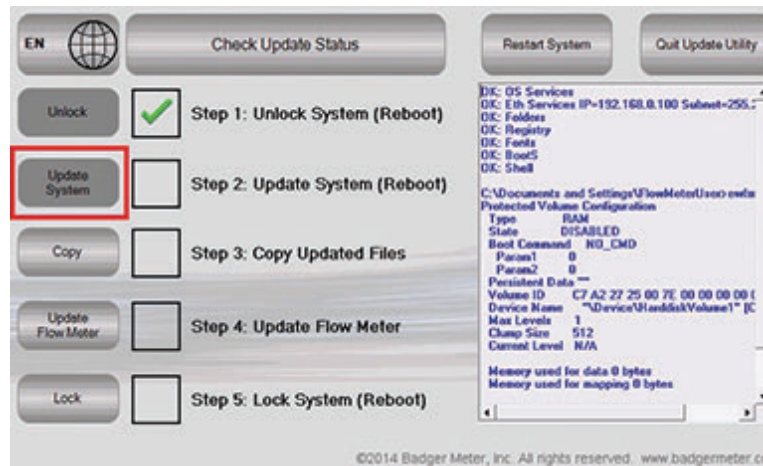 EN
Check Update Status
Restart System
Quit Update Utility
Unlock
Step 1: Unlock System (Reboot)
Update
System
Step 2: Update System (Reboot)
Copy
Step 3: Copy Updated Files
Update
Flow Meter
Step 4: Update Flow Meter
Lock
Step 5: Lock System (Reboot)
OK: OS Services
OK: Eth Services IP=192.168.0.100 Subnet=255.
OK: Folders
OK: Registry
OK: Fonts
OK: BootS
OK: Shell
C:\Documents and Settings\FlowMeterUser>ewfm
Protected Volume Configuration
Type RAM
State DISABLED
Boot Command NO_CMD
Param1 0
Param2 0
Persistent Data ""
Volume ID C7 A2 27 25 00 7E 00 00 00 00
Device Name "\Device\HarddiskVolume1" [C
Max Levels 1
Clump Size 512
Current Level N/A
Memory used for data 0 bytes
Memory used for mapping 0 bytes
©2014 Badger Meter, Inc. All rights reserved. www.badgermeter.co